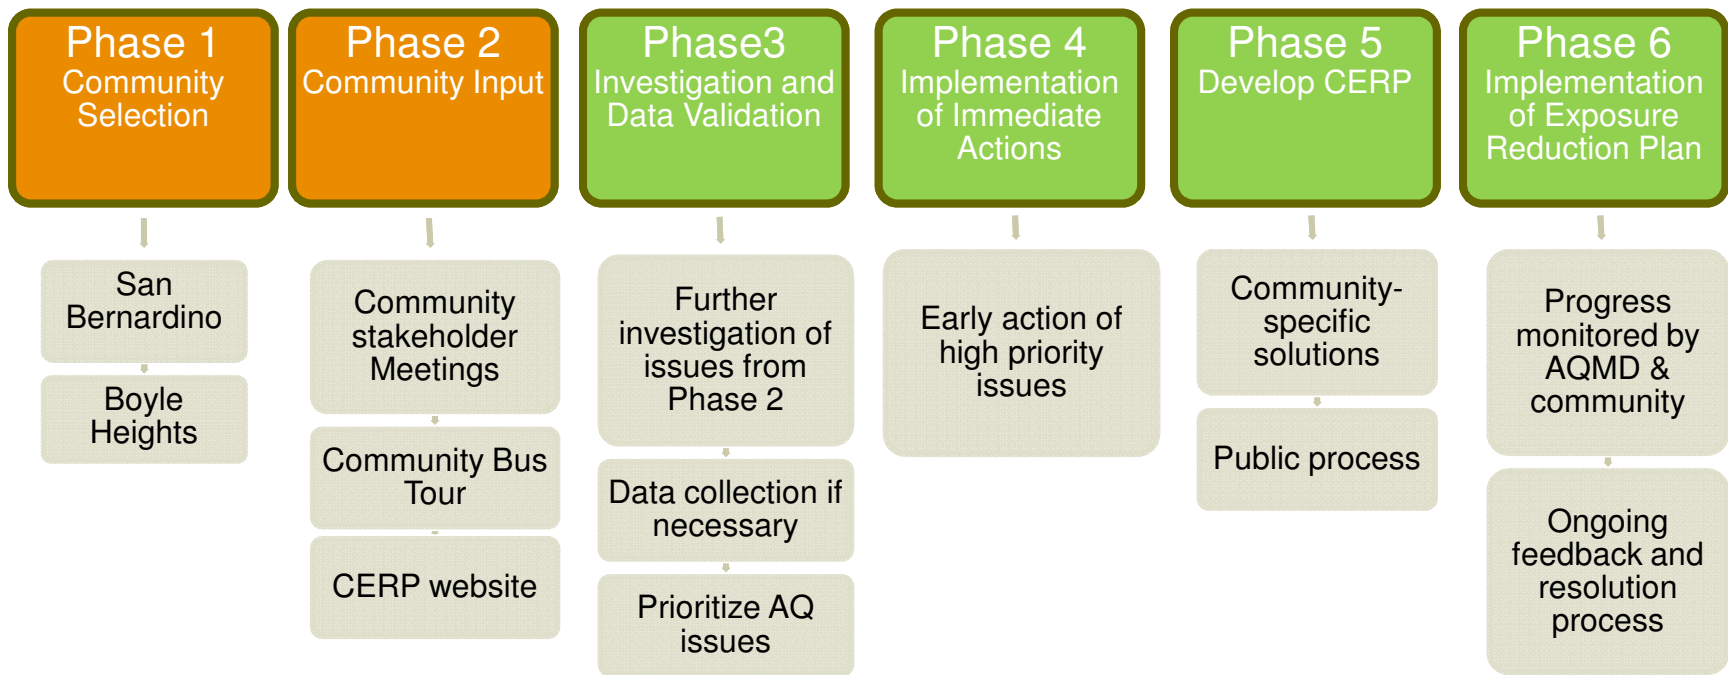 Phase 1
Community
Selection
San
Bernardino
Boyle
Heights
Phase 2
Community Input
Community
stakeholder
Meetings
Community Bus
Tour
CERP website
Phase3
Investigation and
Data Validation
Further
investigation of
issues from
Phase 2
Data collection if
necessary
Prioritize AQ
issues
Phase 4
Implementation
of Immediate
Actions
Early action of
high priority
issues
Phase 5
Develop CERP
Community-
specific
solutions
Public process
Phase 6
Implementation
of Exposure
Reduction Plan
Progress
monitored by
AQMD &
community
Ongoing
feedback and
resolution
process